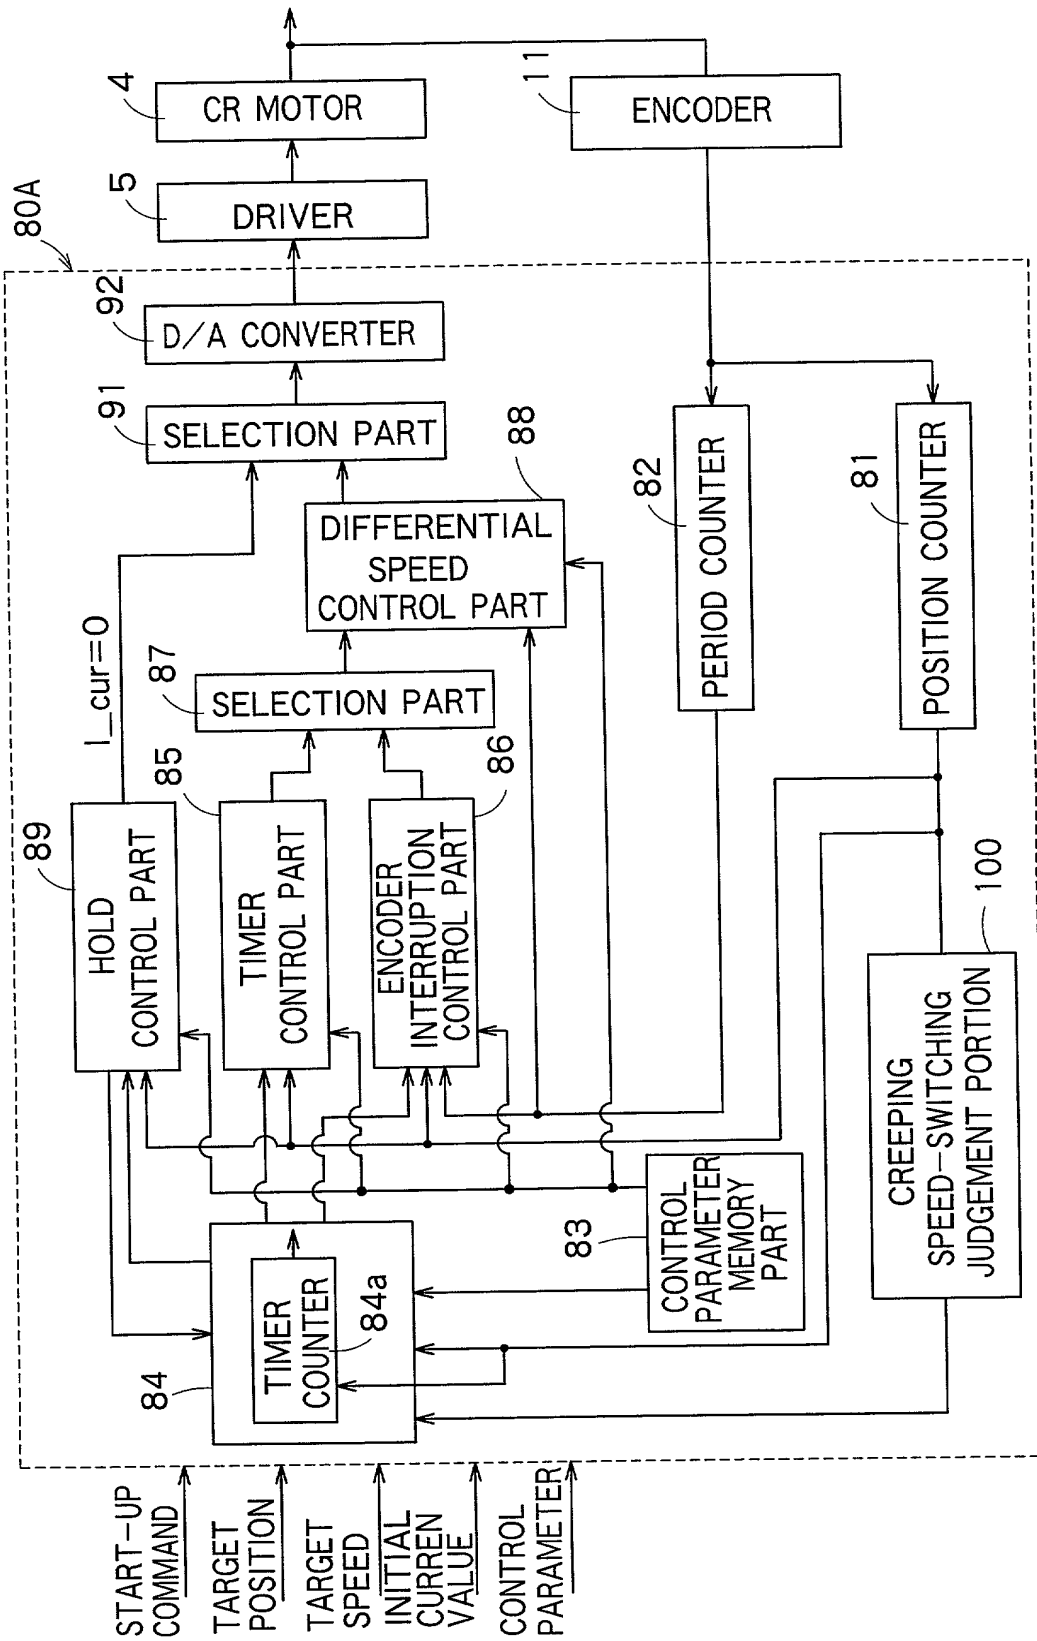 80A
START-UP
COMMAND
TARGET
POSITION
TARGET
SPEED
INITIAL
CURREN
VALUE
CONTROL
PARAMETER
84
TIMER
COUNTER
84a
89
HOLD
CONTROL PART
I_cur=0
85
TIMER
CONTROL PART
86
ENCODER
INTERRUPTION
CONTROL PART
87
SELECTION PART
88
DIFFERENTIAL
SPEED
CONTROL PART
91
SELECTION PART
92
D/A CONVERTER
5
DRIVER
4
CR MOTOR
11
ENCODER
82
PERIOD COUNTER
81
POSITION COUNTER
83
CONTROL
PARAMETER
MEMORY
PART
100
CREEPING
SPEED-SWITCHING
JUDGEMENT PORTION